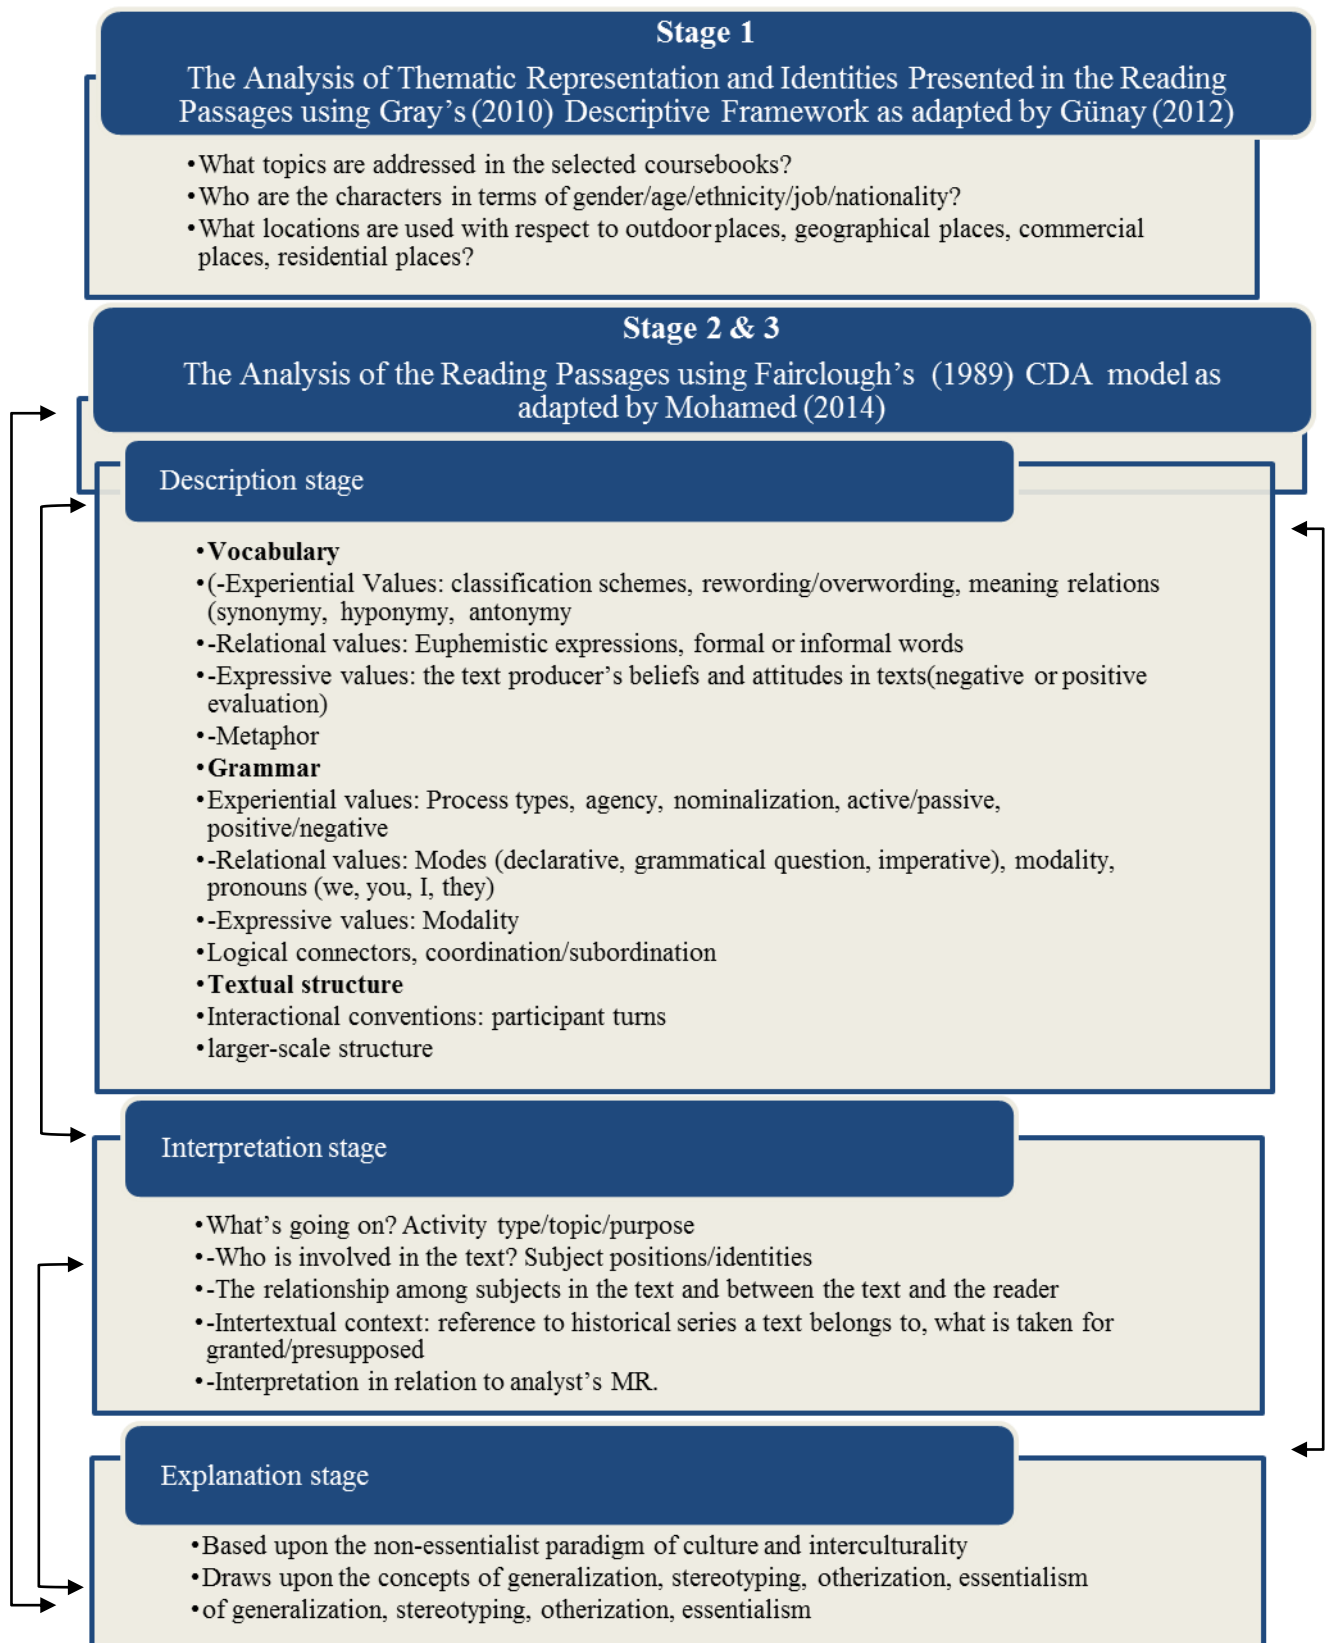 Stage 1
The Analysis of Thematic Representation and Identities Presented in the Reading
Passages using Gray's (2010) Descriptive Framework as adapted by Günay (2012)
•What topics are addressed in the selected coursebooks?
•Who are the characters in terms of gender/age/ethnicity/job/nationality?
•What locations are used with respect to outdoor places, geographical places, commercial
places, residential places?
Stage 2 & 3
The Analysis of the Reading Passages using Fairclough's (1989) CDA model as
adapted by Mohamed (2014)
Description stage
•Vocabulary
•(-Experiential Values: classification schemes, rewording/overwording, meaning relations
(synonymy, hyponymy, antonymy
•-Relational values: Euphemistic expressions, formal or informal words
•-Expressive values: the text producer's beliefs and attitudes in texts(negative or positive
evaluation)
•-Metaphor
•Grammar
•Experiential values: Process types, agency, nominalization, active/passive,
positive/negative
•-Relational values: Modes (declarative, grammatical question, imperative), modality,
pronouns (we, you, I, they)
•-Expressive values: Modality
•Logical connectors, coordination/subordination
•Textual structure
•Interactional conventions: participant turns
•larger-scale structure
Interpretation stage
•What's going on? Activity type/topic/purpose
•-Who is involved in the text? Subject positions/identities
•-The relationship among subjects in the text and between the text and the reader
•-Intertextual context: reference to historical series a text belongs to, what is taken for
granted/presupposed
•-Interpretation in relation to analyst's MR.
Explanation stage
•Based upon the non-essentialist paradigm of culture and interculturality
•Draws upon the concepts of generalization, stereotyping, otherization, essentialism
•of generalization, stereotyping, otherization, essentialism